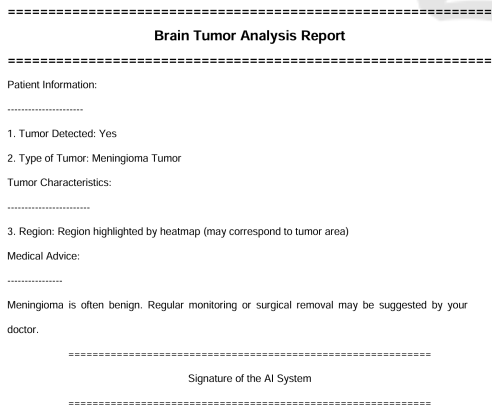 ============================================================
Brain Tumor Analysis Report
============================================================
Patient Information:
----------------------
1. Tumor Detected: Yes
2. Type of Tumor: Meningioma Tumor
Tumor Characteristics:
------------------------
3. Region: Region highlighted by heatmap (may correspond to tumor area)
Medical Advice:
----------------
Meningioma is often benign. Regular monitoring or surgical removal may be suggested by your
doctor.
============================================================
Signature of the AI System
============================================================